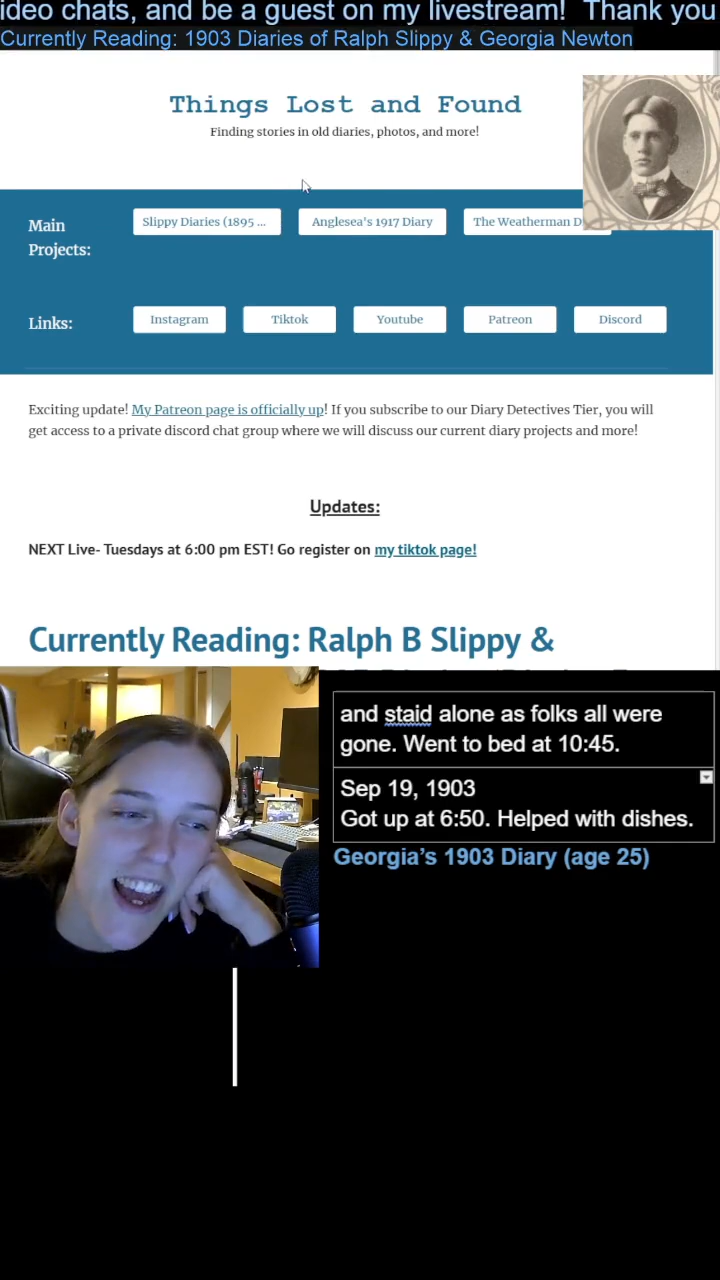 ideo chats, and be a guest on my livestream!  Thank you
Currently Reading: 1903 Diaries of Ralph Slippy & Georgia Newton
Things Lost and Found
Finding stories in old diaries, photos, and more!
Main Projects:
Slippy Diaries (1895 ...
Anglesea's 1917 Diary
The Weatherman D
Links:
Instagram
Tiktok
Youtube
Patreon
Discord
Exciting update! My Patreon page is officially up! If you subscribe to our Diary Detectives Tier, you will
get access to a private discord chat group where we will discuss our current diary projects and more!
Updates:
NEXT Live- Tuesdays at 6:00 pm EST! Go register on my tiktok page!
Currently Reading: Ralph B Slippy &
and staid alone as folks all were
gone. Went to bed at 10:45.
Sep 19, 1903
Got up at 6:50. Helped with dishes.
Georgia’s 1903 Diary (age 25)